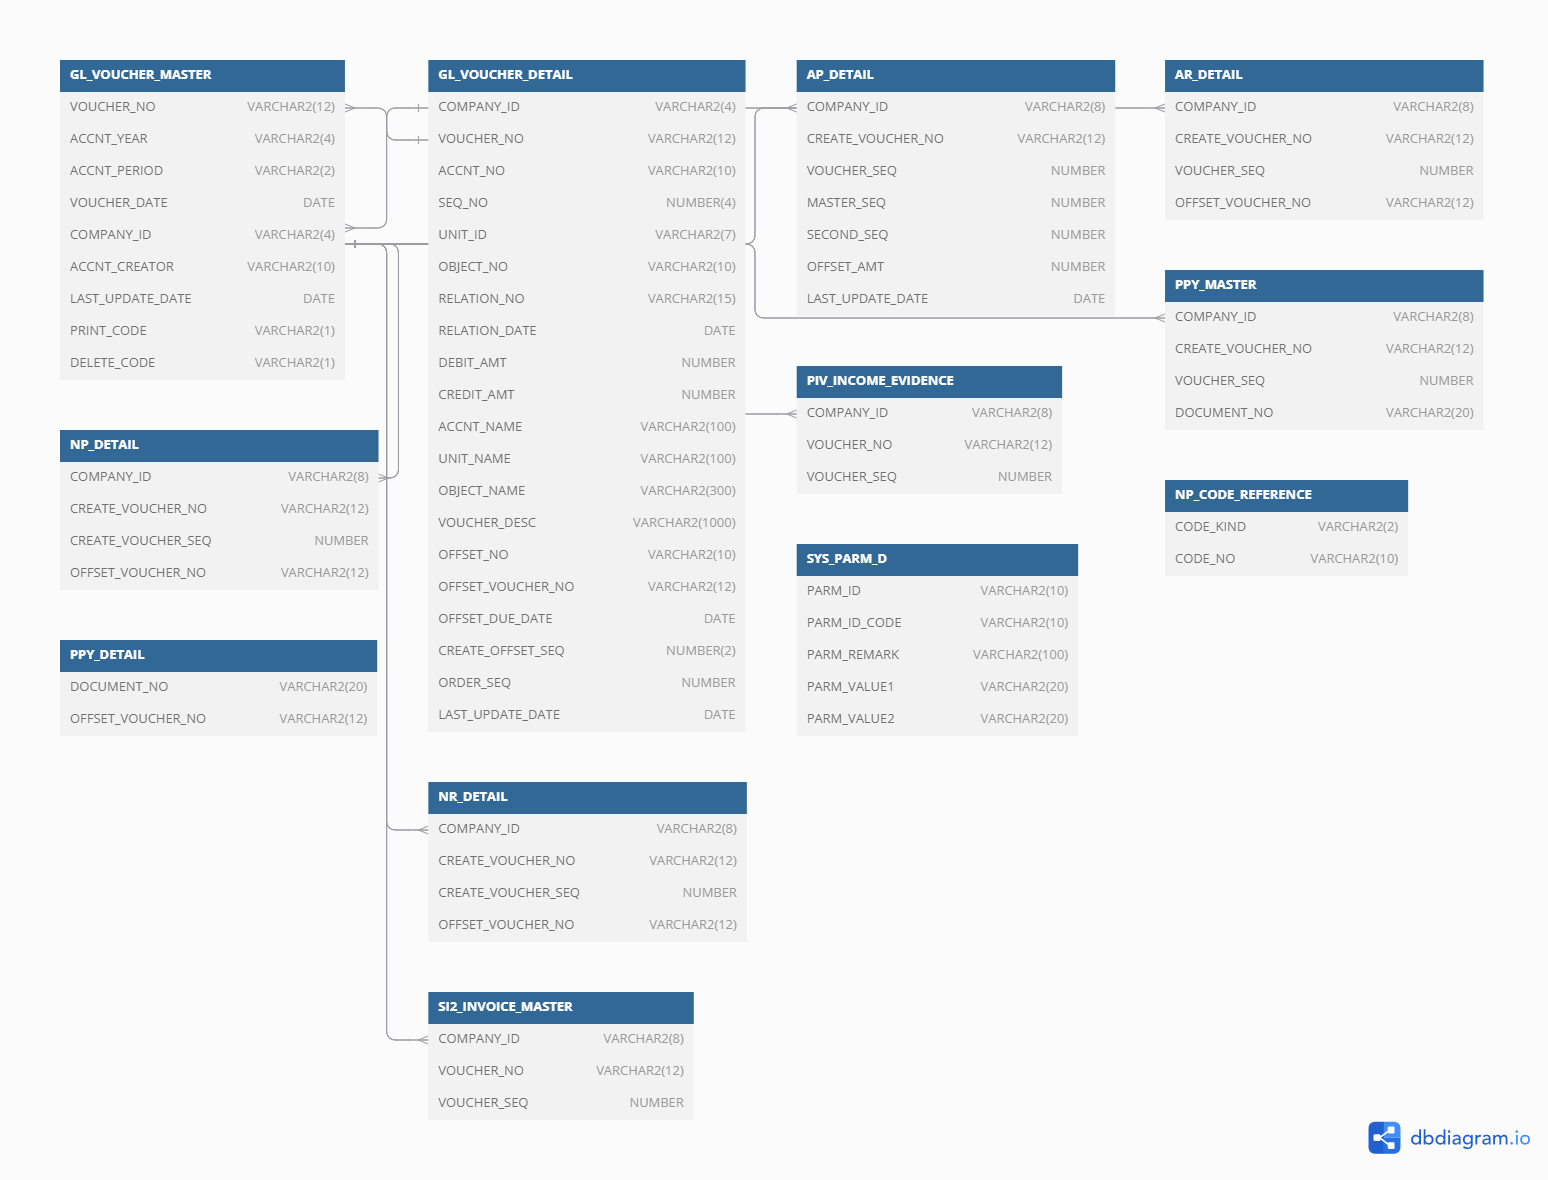 GL_VOUCHER_MASTER
VOUCHER_NO VARCHAR2(12)
ACCNT_YEAR VARCHAR2(4)
ACCNT_PERIOD VARCHAR2(2)
VOUCHER_DATE DATE
COMPANY_ID VARCHAR2(4)
ACCNT_CREATOR VARCHAR2(10)
LAST_UPDATE_DATE DATE
PRINT_CODE VARCHAR2(1)
DELETE_CODE VARCHAR2(1)
NP_DETAIL
COMPANY_ID VARCHAR2(8)
CREATE_VOUCHER_NO VARCHAR2(12)
CREATE_VOUCHER_SEQ NUMBER
OFFSET_VOUCHER_NO VARCHAR2(12)
PPY_DETAIL
DOCUMENT_NO VARCHAR2(20)
OFFSET_VOUCHER_NO VARCHAR2(12)
GL_VOUCHER_DETAIL
COMPANY_ID VARCHAR2(4)
VOUCHER_NO VARCHAR2(12)
ACCNT_NO VARCHAR2(10)
SEQ_NO NUMBER(4)
UNIT_ID VARCHAR2(7)
OBJECT_NO VARCHAR2(10)
RELATION_NO VARCHAR2(15)
RELATION_DATE DATE
DEBIT_AMT NUMBER
CREDIT_AMT NUMBER
ACCNT_NAME VARCHAR2(100)
UNIT_NAME VARCHAR2(100)
OBJECT_NAME VARCHAR2(300)
VOUCHER_DESC VARCHAR2(1000)
OFFSET_NO VARCHAR2(10)
OFFSET_VOUCHER_NO VARCHAR2(12)
OFFSET_DUE_DATE DATE
CREATE_OFFSET_SEQ NUMBER(2)
ORDER_SEQ NUMBER
LAST_UPDATE_DATE DATE
NR_DETAIL
COMPANY_ID VARCHAR2(8)
CREATE_VOUCHER_NO VARCHAR2(12)
CREATE_VOUCHER_SEQ NUMBER
OFFSET_VOUCHER_NO VARCHAR2(12)
SI2_INVOICE_MASTER
COMPANY_ID VARCHAR2(8)
VOUCHER_NO VARCHAR2(12)
VOUCHER_SEQ NUMBER
AP_DETAIL
COMPANY_ID VARCHAR2(8)
CREATE_VOUCHER_NO VARCHAR2(12)
VOUCHER_SEQ NUMBER
MASTER_SEQ NUMBER
SECOND_SEQ NUMBER
OFFSET_AMT NUMBER
LAST_UPDATE_DATE DATE
PIV_INCOME_EVIDENCE
COMPANY_ID VARCHAR2(8)
VOUCHER_NO VARCHAR2(12)
VOUCHER_SEQ NUMBER
SYS_PARM_D
PARM_ID VARCHAR2(10)
PARM_ID_CODE VARCHAR2(10)
PARM_REMARK VARCHAR2(100)
PARM_VALUE1 VARCHAR2(20)
PARM_VALUE2 VARCHAR2(20)
AR_DETAIL
COMPANY_ID VARCHAR2(8)
CREATE_VOUCHER_NO VARCHAR2(12)
VOUCHER_SEQ NUMBER
OFFSET_VOUCHER_NO VARCHAR2(12)
PPY_MASTER
COMPANY_ID VARCHAR2(8)
CREATE_VOUCHER_NO VARCHAR2(12)
VOUCHER_SEQ NUMBER
DOCUMENT_NO VARCHAR2(20)
NP_CODE_REFERENCE
CODE_KIND VARCHAR2(2)
CODE_NO VARCHAR2(10)
dbdiagram.io